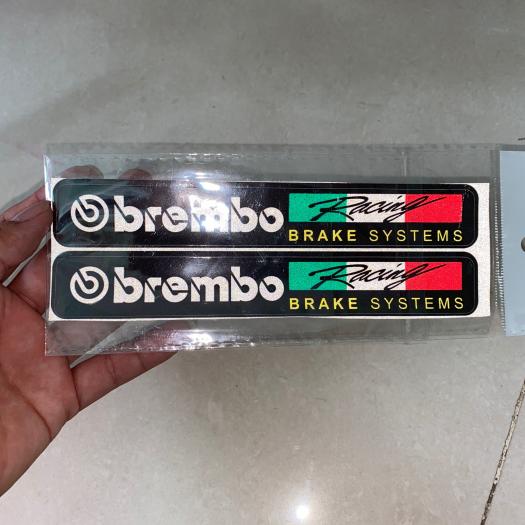 brembo Racing
BRAKE SYSTEMS
brembo Racing
BRAKE SYSTEMS